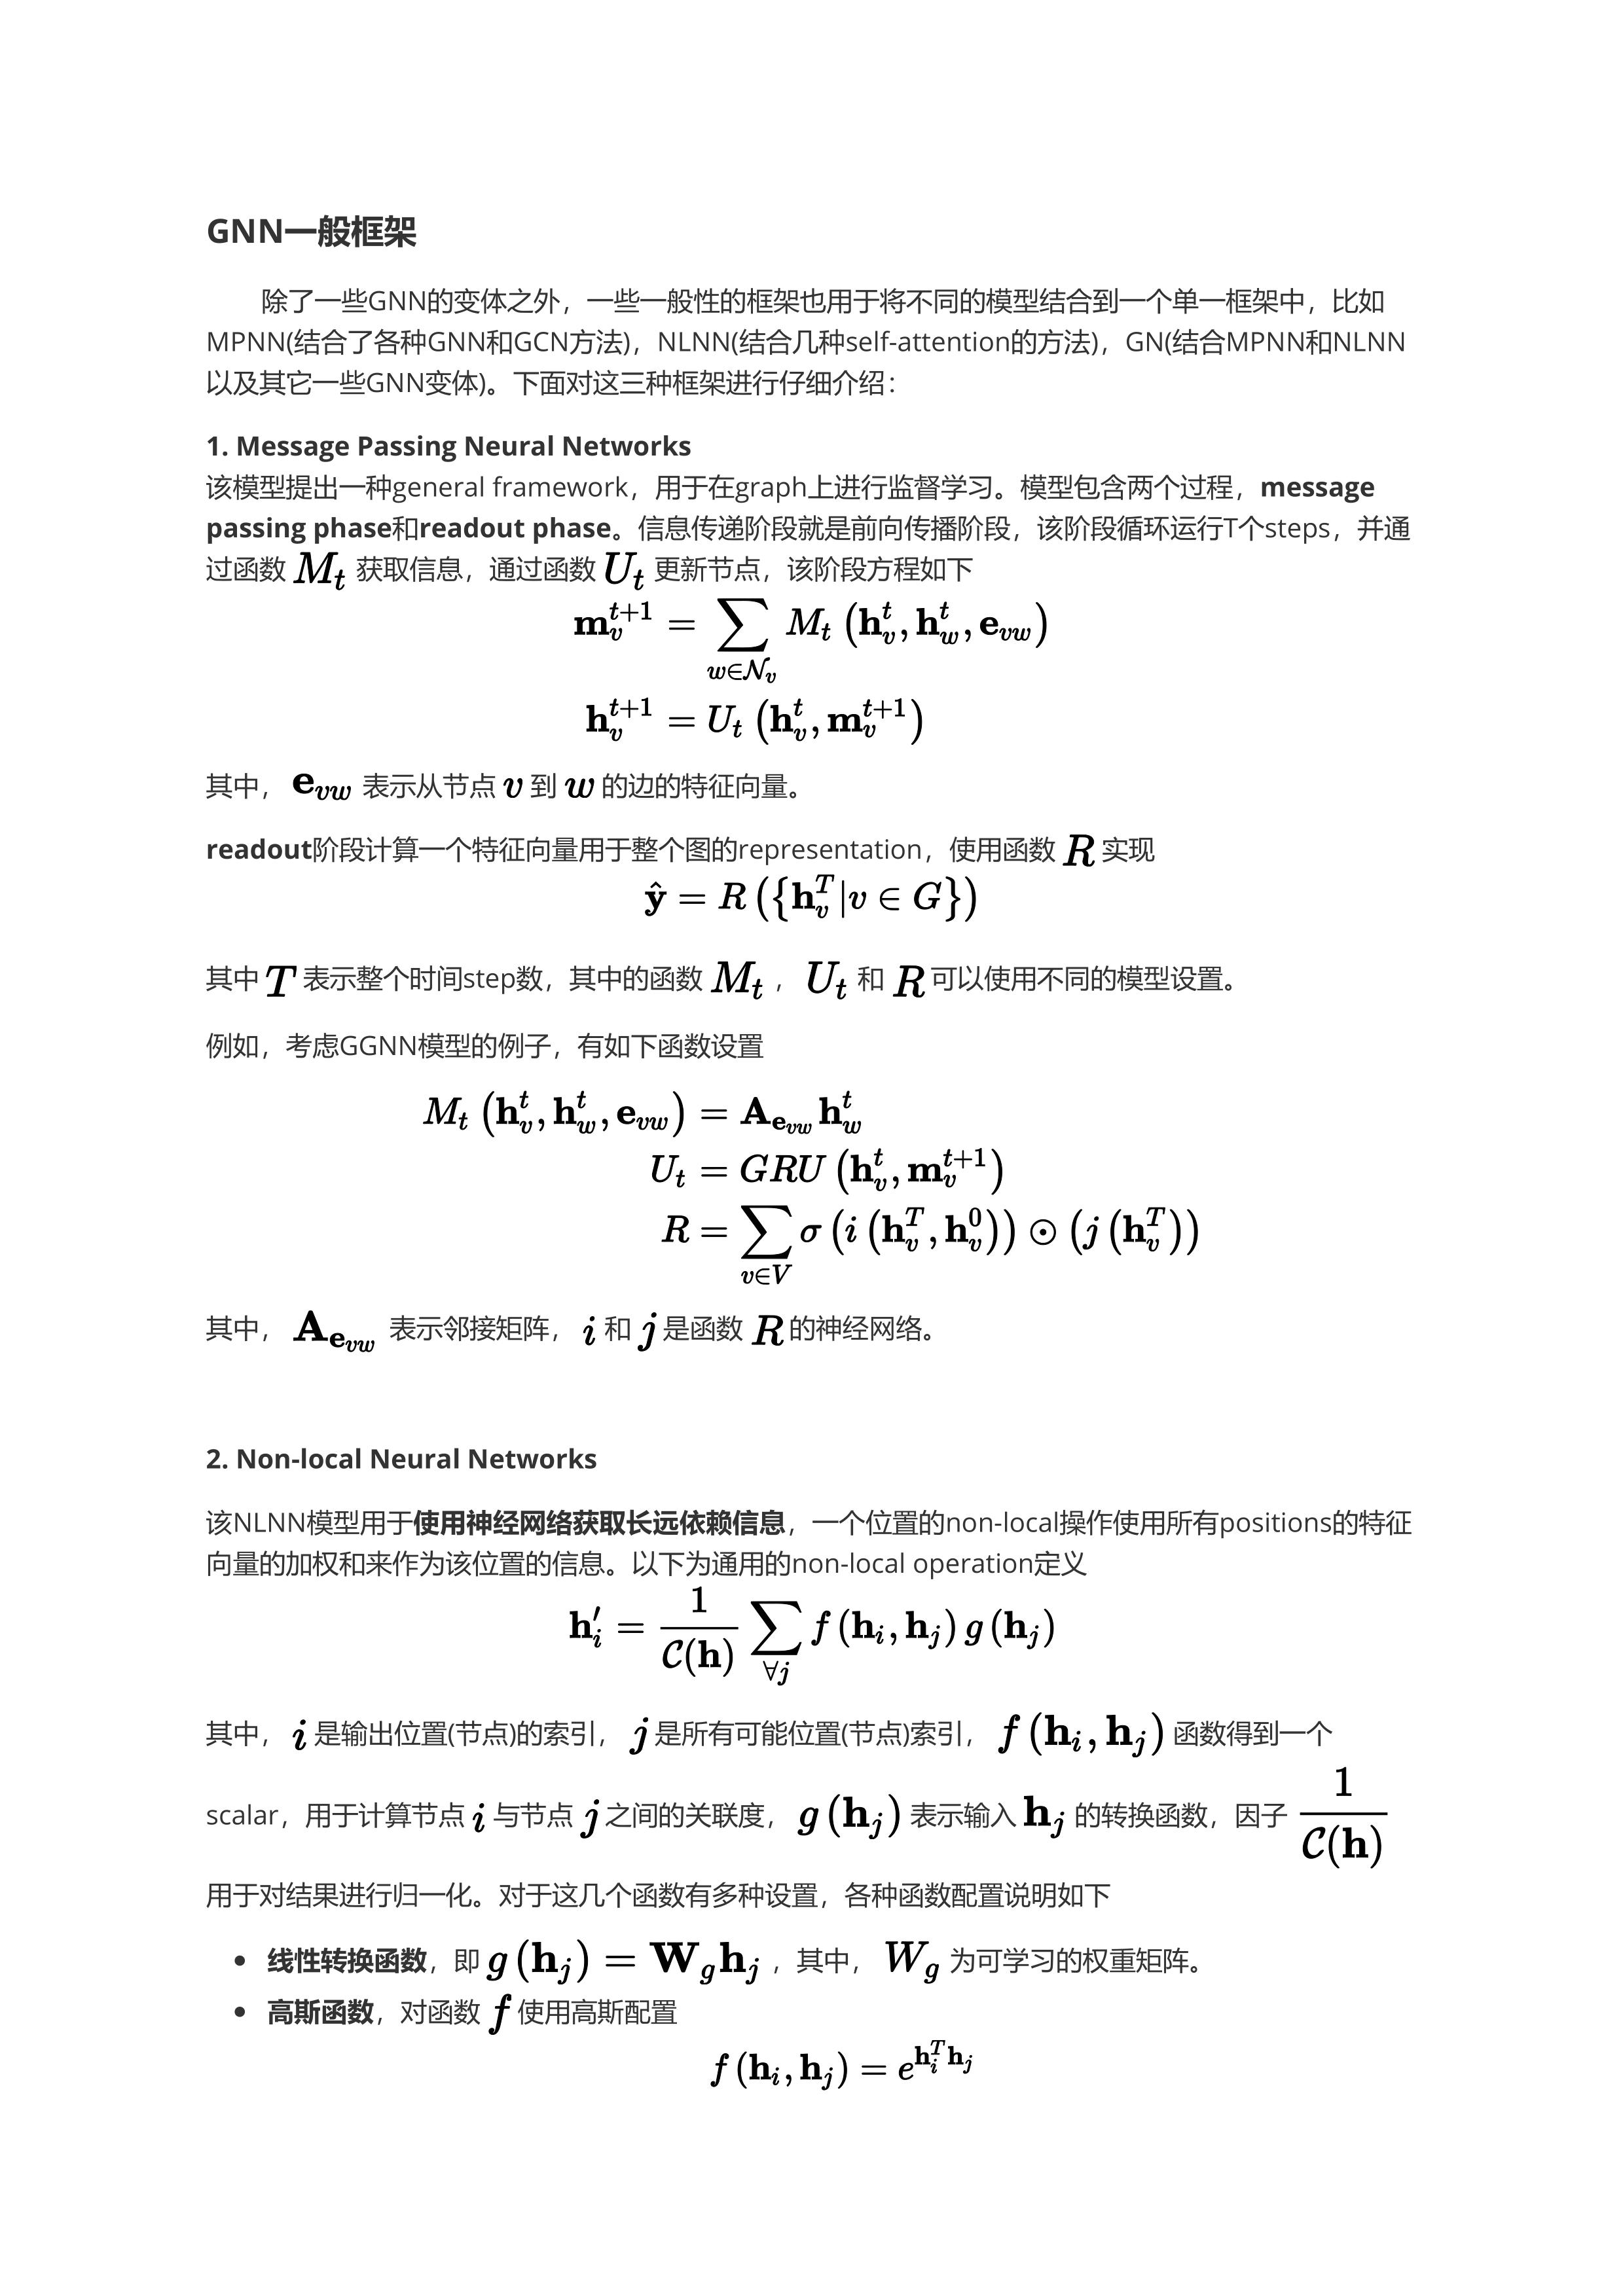 GNN一般框架
除了一些GNN的变体之外，一些一般性的框架也用于将不同的模型结合到一个单一框架中，比如
MPNN(结合了各种GNN和GCN方法)，NLNN(结合几种self-attention的方法)，GN(结合MPNN和NLNN
以及其它一些GNN变体)。下面对这三种框架进行仔细介绍：
1. Message Passing Neural Networks
该模型提出一种general framework，用于在graph上进行监督学习。模型包含两个过程，message
passing phase和readout phase。信息传递阶段就是前向传播阶段，该阶段循环运行T个steps，并通
过函数 $M_t$ 获取信息，通过函数 $U_t$ 更新节点，该阶段方程如下
$\mathbf{m}_v^{t+1} = \sum_{w \in \mathcal{N}_v} M_t \left( \mathbf{h}_v^t, \mathbf{h}_w^t, \mathbf{e}_{vw} \right)$
$\mathbf{h}_v^{t+1} = U_t \left( \mathbf{h}_v^t, \mathbf{m}_v^{t+1} \right)$
其中， $\mathbf{e}_{vw}$ 表示从节点 $v$ 到 $w$ 的边的特征向量。
readout阶段计算一个特征向量用于整个图的representation，使用函数 $R$ 实现
$\hat{\mathbf{y}} = R \left( \left\{ \mathbf{h}_v^T | v \in G \right\} \right)$
其中 $T$ 表示整个时间step数，其中的函数 $M_t$ ， $U_t$ 和 $R$ 可以使用不同的模型设置。
例如，考虑GGNN模型的例子，有如下函数设置
$M_t \left( \mathbf{h}_v^t, \mathbf{h}_w^t, \mathbf{e}_{vw} \right) = \mathbf{A}_{\mathbf{e}_{vw}} \mathbf{h}_w^t$
$U_t = GRU \left( \mathbf{h}_v^t, \mathbf{m}_v^{t+1} \right)$
$R = \sum_{v \in V} \sigma \left( i \left( \mathbf{h}_v^T, \mathbf{h}_v^0 \right) \right) \odot \left( j \left( \mathbf{h}_v^T \right) \right)$
其中， $\mathbf{A}_{\mathbf{e}_{vw}}$ 表示邻接矩阵， $i$ 和 $j$ 是函数 $R$ 的神经网络。
2. Non-local Neural Networks
该NLNN模型用于使用神经网络获取长远依赖信息，一个位置的non-local操作使用所有positions的特征
向量的加权和来作为该位置的信息。以下为通用的non-local operation定义
$\mathbf{h}_i' = \frac{1}{\mathcal{C}(\mathbf{h})} \sum_{\forall j} f \left( \mathbf{h}_i, \mathbf{h}_j \right) g \left( \mathbf{h}_j \right)$
其中， $i$ 是输出位置(节点)的索引， $j$ 是所有可能位置(节点)索引， $f \left( \mathbf{h}_i, \mathbf{h}_j \right)$ 函数得到一个
scalar，用于计算节点 $i$ 与节点 $j$ 之间的关联度， $g \left( \mathbf{h}_j \right)$ 表示输入 $\mathbf{h}_j$ 的转换函数，因子 $\frac{1}{\mathcal{C}(\mathbf{h})}$
用于对结果进行归一化。对于这几个函数有多种设置，各种函数配置说明如下
• 线性转换函数，即 $g \left( \mathbf{h}_j \right) = \mathbf{W}_g \mathbf{h}_j$ ，其中， $W_g$ 为可学习的权重矩阵。
• 高斯函数，对函数 $f$ 使用高斯配置
$f \left( \mathbf{h}_i, \mathbf{h}_j \right) = e^{\mathbf{h}_i^T \mathbf{h}_j}$